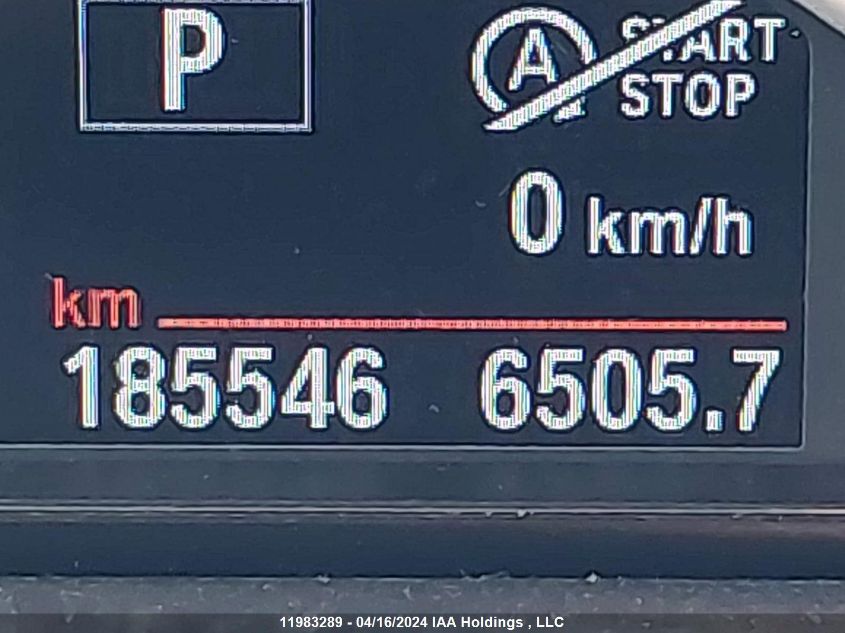 P
A START
STOP
0 km/h
km
185546 6505.7
11983289 - 04/16/2024 IAA Holdings , LLC